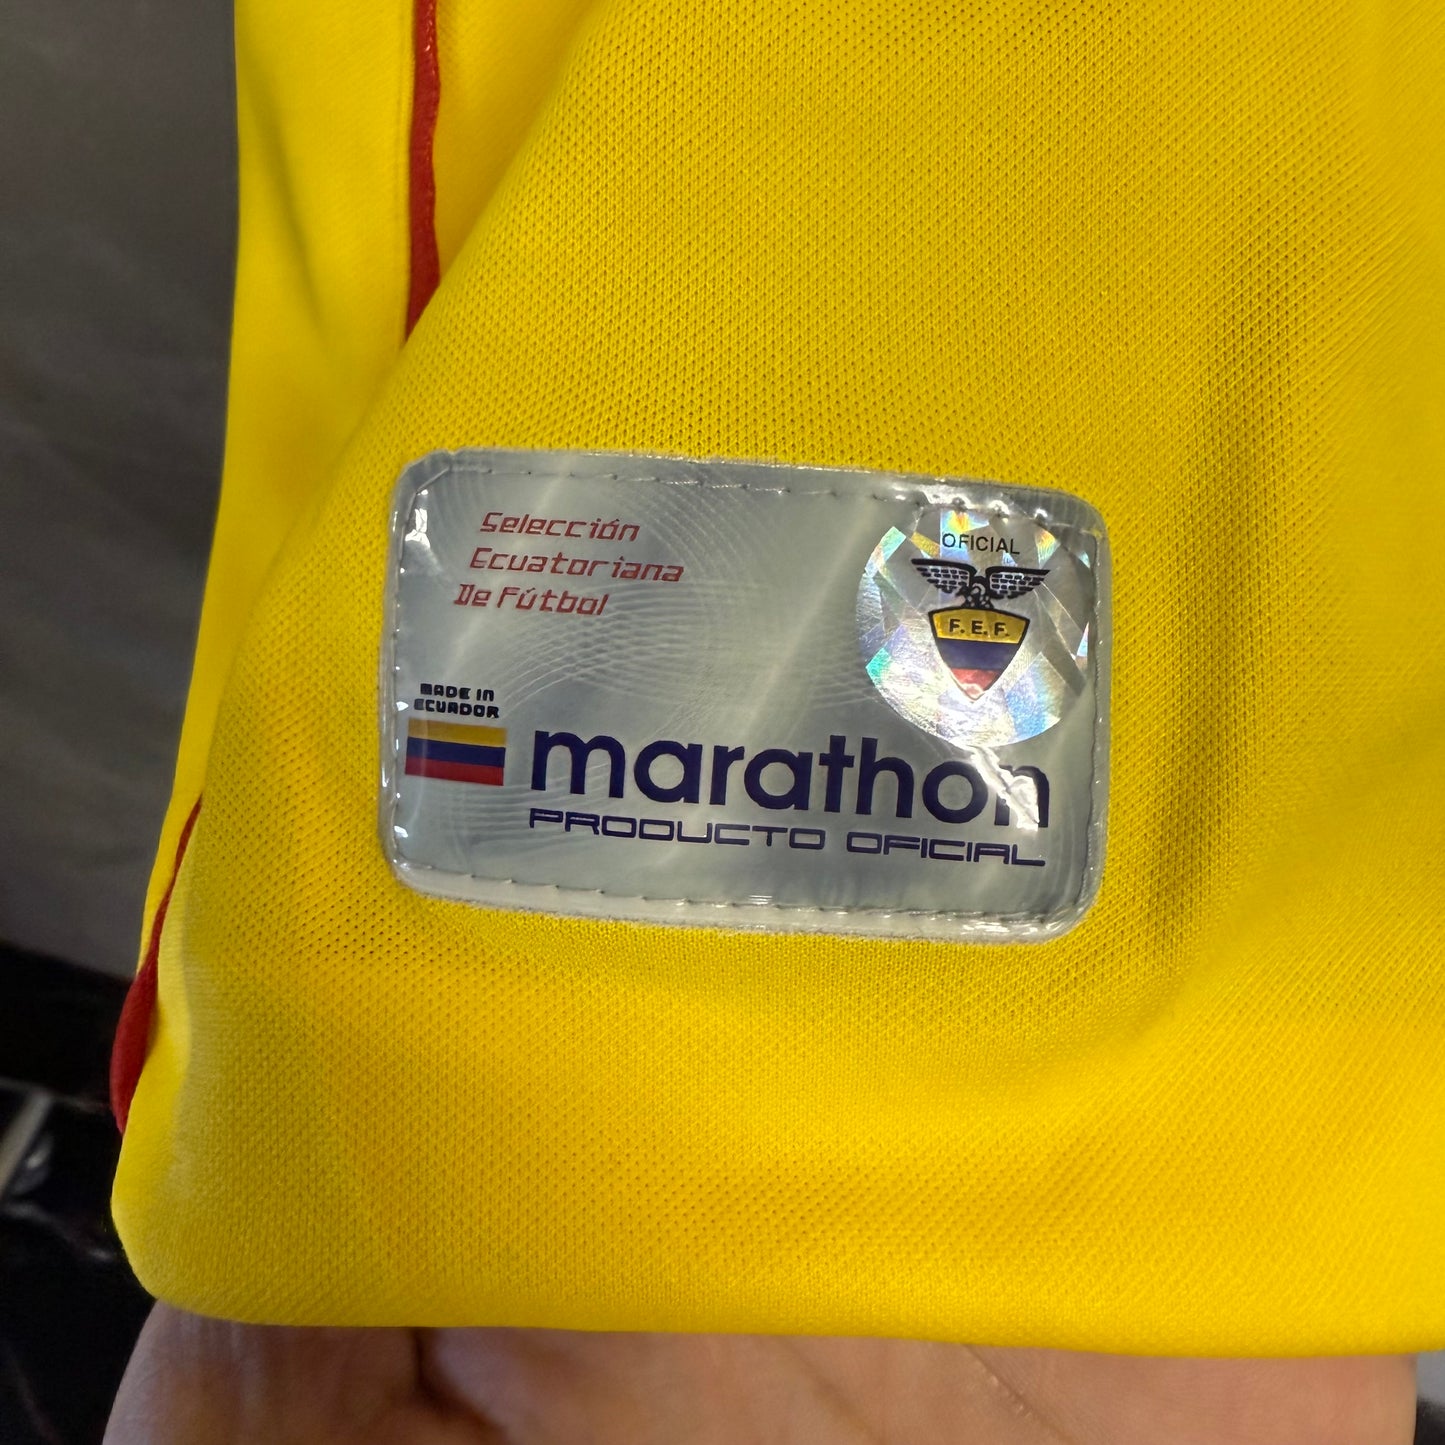 Selección
Ecuatoriana
De Fútbol
OFICIAL
F.E.F.
MADE IN
ECUADOR
marathon
PRODUCTO OFICIAL